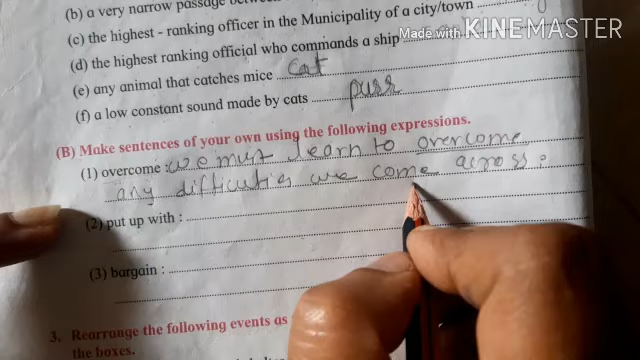 (b) a very narrow passage between
(c) the highest - ranking officer in the Municipality of a city/town
Made with KINEMASTER
(d) the highest ranking official who commands a ship
(e) any animal that catches mice cat
(f) a low constant sound made by cats purr
(B) Make sentences of your own using the following expressions.
(1) overcome : we must learn to overcome
any difficulties we come across.
(2) put up with :
(3) bargain :
3. Rearrange the following events as
the boxes.